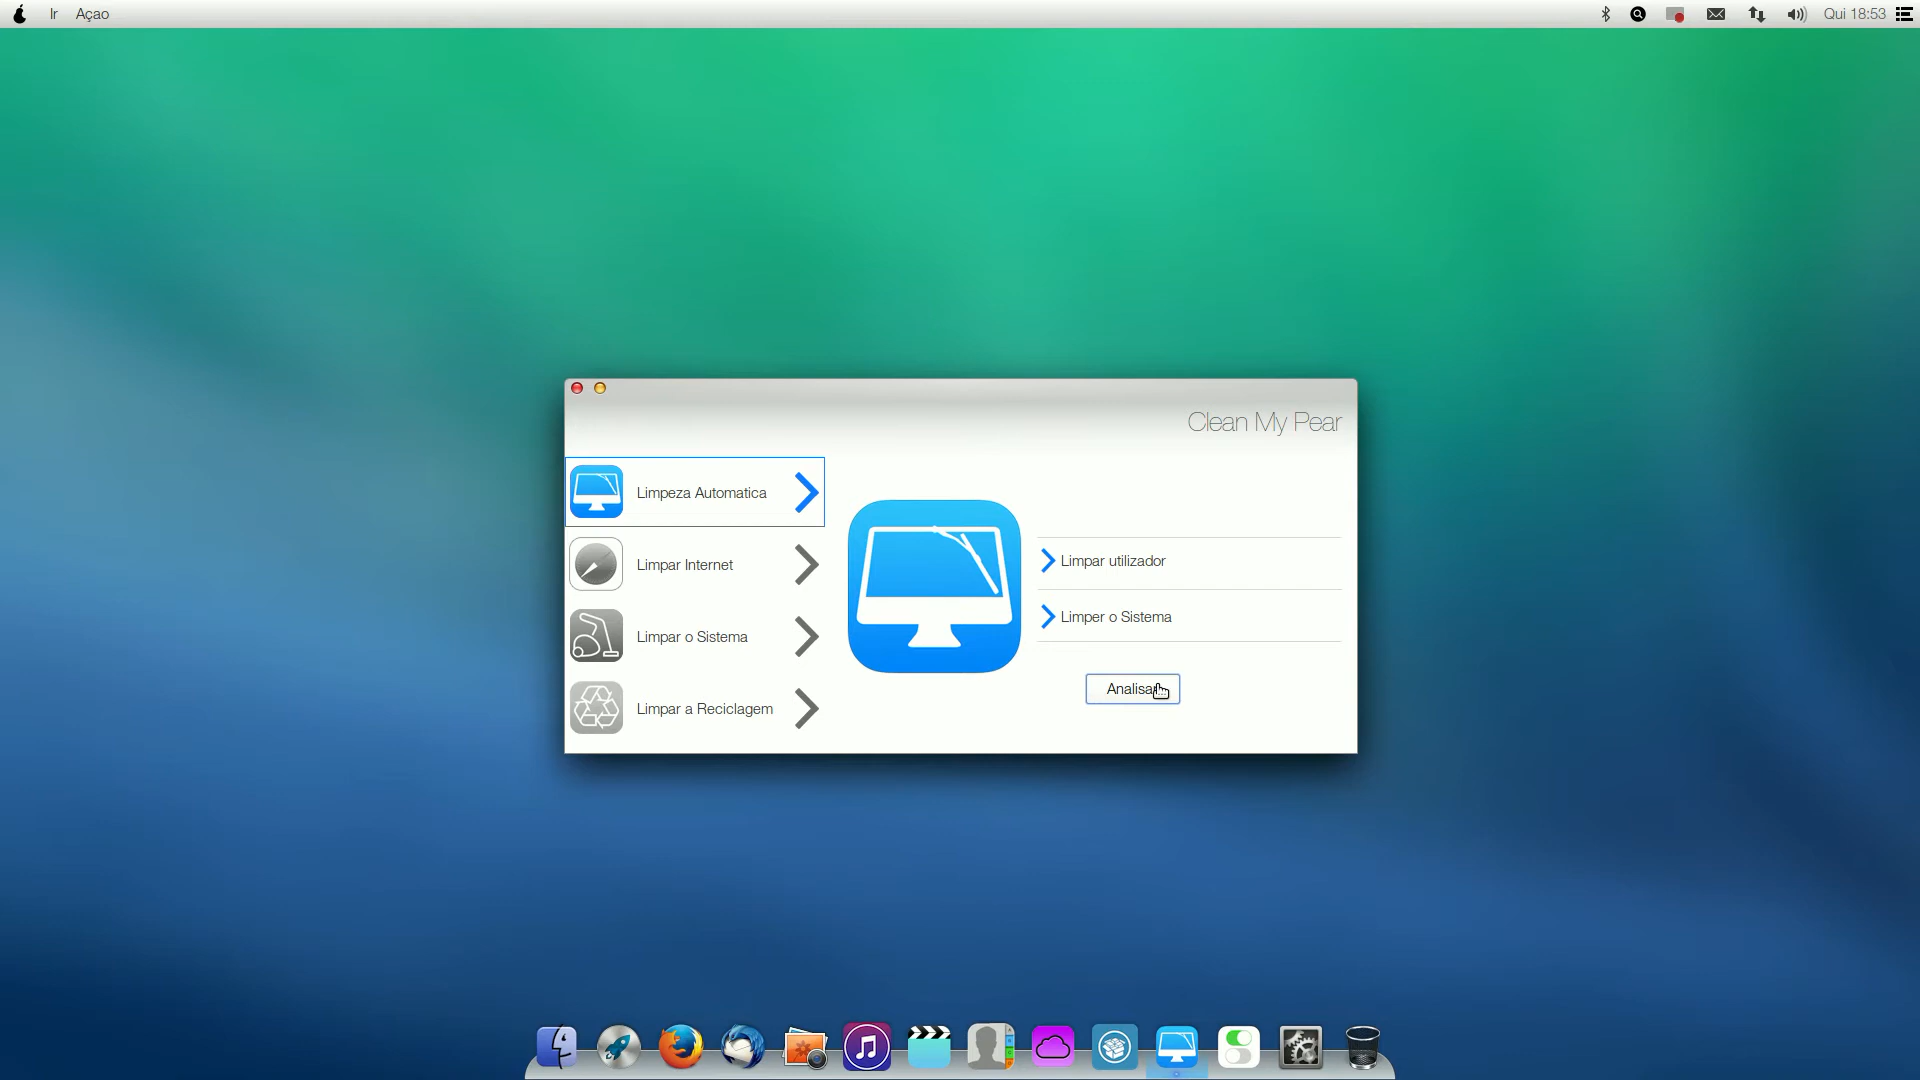 Ir Açao Qui 18:53
Clean My Pear
Limpeza Automatica
Limpar Internet
Limpar o Sistema
Limpar a Reciclagem
Limpar utilizador
Limper o Sistema
Analisar